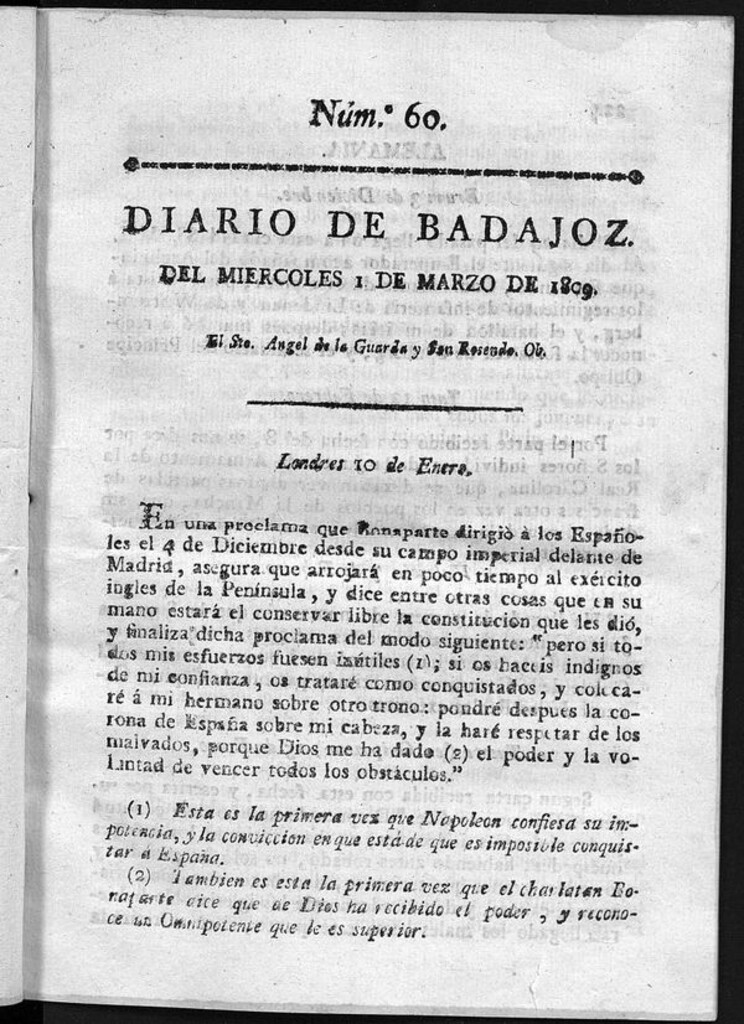 Núm.º 60.
DIARIO DE BADAJOZ.
DEL MIERCOLES 1 DE MARZO DE 1809.
El Sto. Angel de la Guarda y San Rosendo. Ob.
Londres 10 de Enero.
En una proclama que Bonaparte dirigió à los Españo-
les el 4 de Diciembre desde su campo imperial delante de
Madrid, asegura que arrojará en poco tiempo al exército
ingles de la Península, y dice entre otras cosas que en su
mano estará el conservar libre la constitucion que les dió,
y finaliza dicha proclama del modo siguiente: "pero si to-
dos mis esfuerzos fuesen inútiles (1); si os haceis indignos
de mi confianza, os trataré como conquistados, y coloca-
ré á mi hermano sobre otro trono: pondré despues la co-
rona de España sobre mi cabeza, y la haré respetar de los
malvados, porque Dios me ha dado (2) el poder y la vo-
luntad de vencer todos los obstáculos."
(1) Esta es la primera vez que Napoleon confiesa su im-
potencia, y la conviccion en que está de que es imposible conquis-
tar á España.
(2) Tambien es esta la primera vez que el charlatan Bo-
naparte dice que de Dios ha recibido el poder, y recono-
ce un Omnipotente que le es superior.